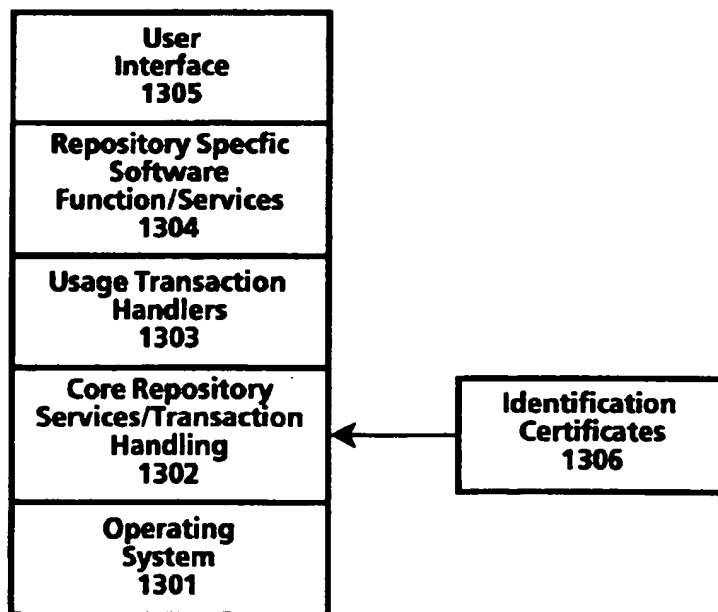 User
Interface
1305
Repository Specfic
Software
Function/Services
1304
Usage Transaction
Handlers
1303
Core Repository
Services/Transaction
Handling
1302
Identification
Certificates
1306
Operating
System
1301